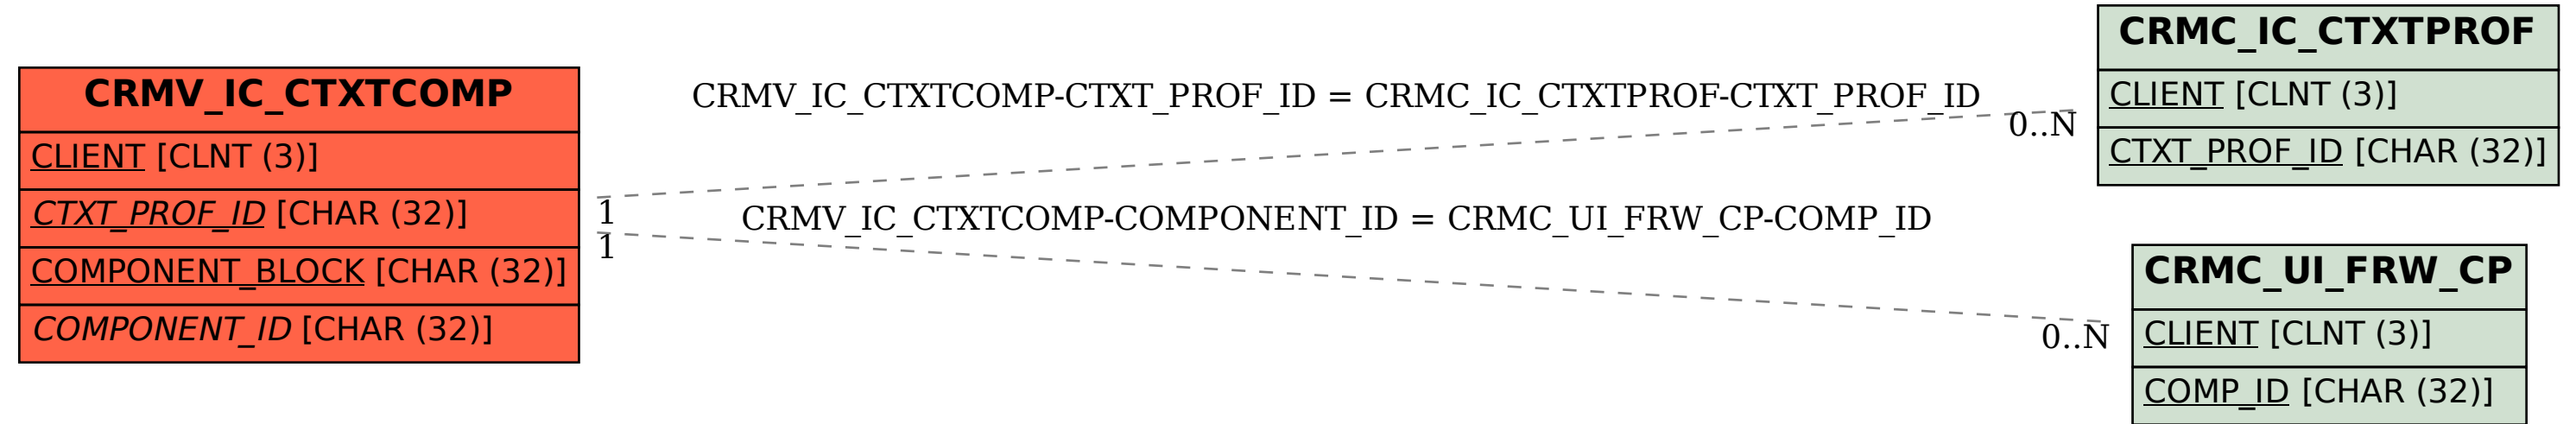 CRMV_IC_CTXTCOMP
CLIENT [CLNT (3)]
CTXT_PROF_ID [CHAR (32)]
COMPONENT_BLOCK [CHAR (32)]
COMPONENT_ID [CHAR (32)]
CRMV_IC_CTXTCOMP-CTXT_PROF_ID = CRMC_IC_CTXTPROF-CTXT_PROF_ID
0..N
1
CRMV_IC_CTXTCOMP-COMPONENT_ID = CRMC_UI_FRW_CP-COMP_ID
1
0..N
CRMC_IC_CTXTPROF
CLIENT [CLNT (3)]
CTXT_PROF_ID [CHAR (32)]
CRMC_UI_FRW_CP
CLIENT [CLNT (3)]
COMP_ID [CHAR (32)]